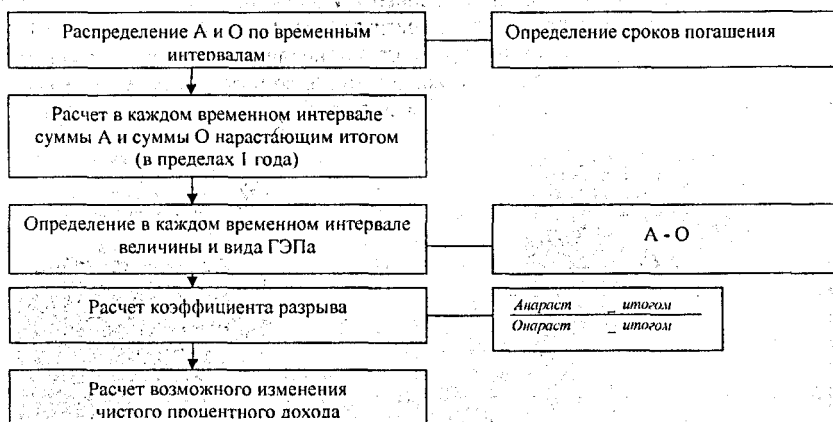 Распределение А и О по временным
интервалам
Определение сроков погашения
Расчет в каждом временном интервале
суммы А и суммы О нарастающим итогом
(в пределах 1 года)
Определение в каждом временном интервале
величины и вида ГЭПа
А - О
Расчет коэффициента разрыва
Анараст _ итогом
Онараст _ итогом
Расчет возможного изменения
чистого процентного дохода